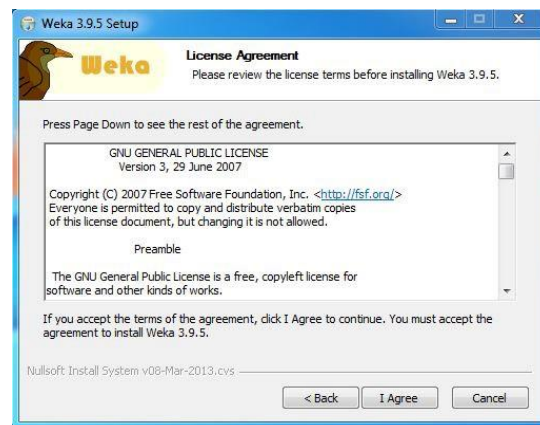 Weka 3.9.5 Setup
Weka
License Agreement
Please review the license terms before installing Weka 3.9.5.
Press Page Down to see the rest of the agreement.
GNU GENERAL PUBLIC LICENSE
Version 3, 29 June 2007
Copyright (C) 2007 Free Software Foundation, Inc. <http://fsf.org/>
Everyone is permitted to copy and distribute verbatim copies
of this license document, but changing it is not allowed.
Preamble
The GNU General Public License is a free, copyleft license for
software and other kinds of works.
If you accept the terms of the agreement, click I Agree to continue. You must accept the
agreement to install Weka 3.9.5.
Nullsoft Install System v08-Mar-2013.cvs
< Back I Agree Cancel